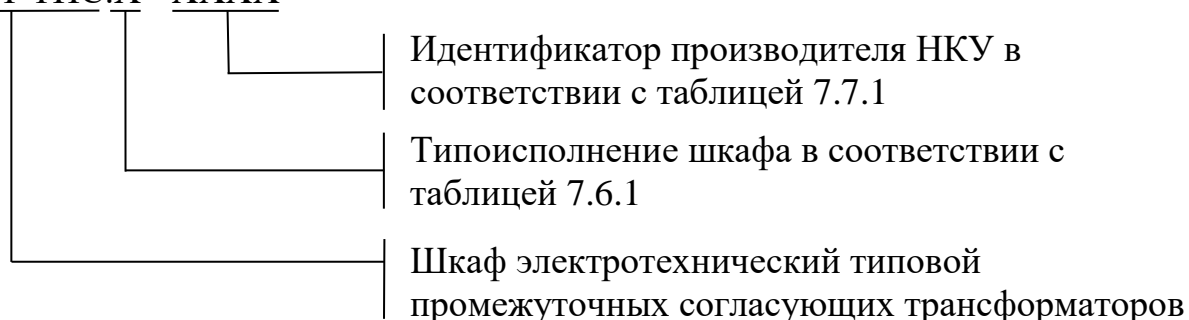 Идентификатор производителя НКУ в
соответствии с таблицей 7.7.1
Типоисполнение шкафа в соответствии с
таблицей 7.6.1
Шкаф электротехнический типовой
промежуточных согласующих трансформаторов